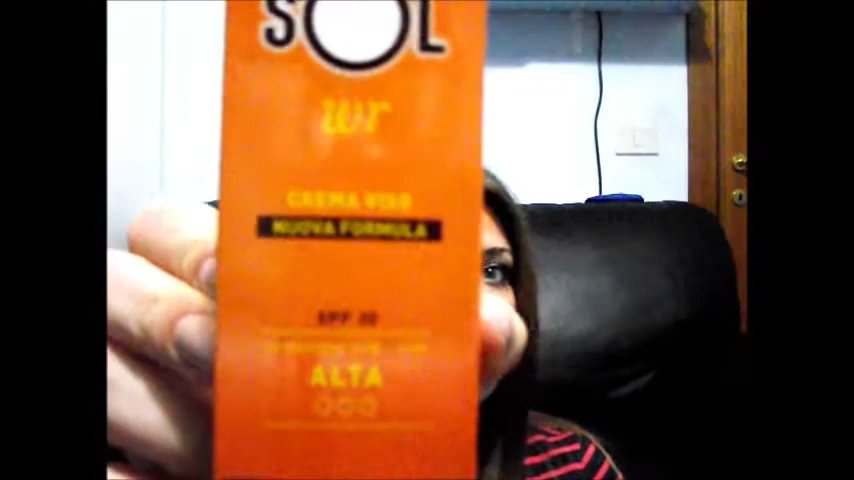 SOL
wr
CREMA VISO
NUOVA FORMULA
SPF 30
ALTA